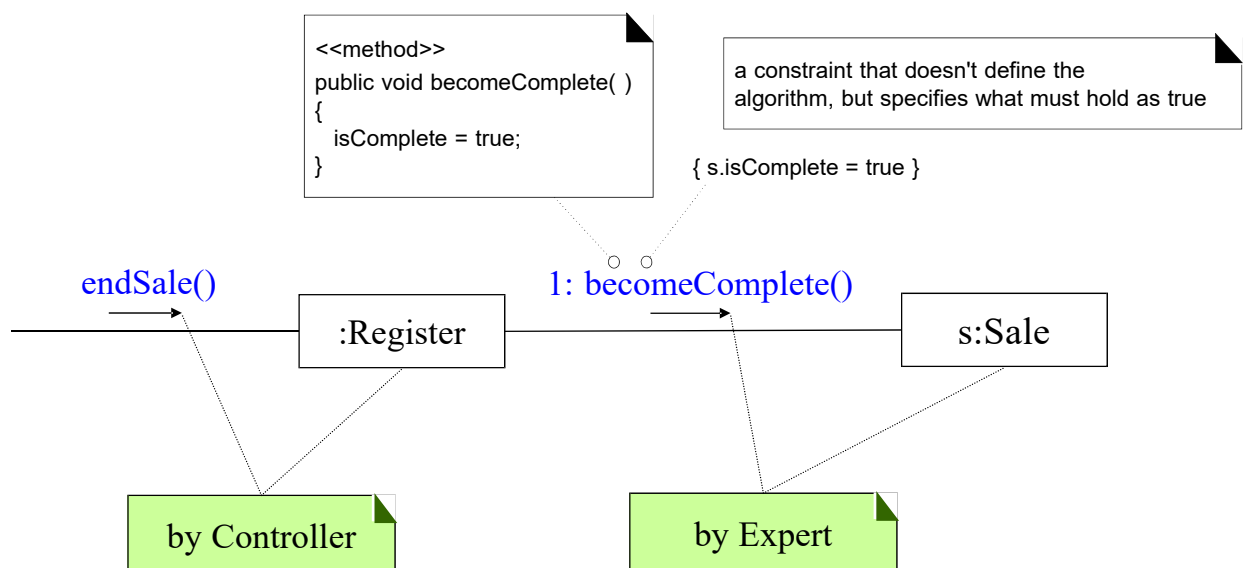 <<method>>
public void becomeComplete( )
{
isComplete = true;
}
a constraint that doesn't define the
algorithm, but specifies what must hold as true
{ s.isComplete = true }
endSale()
1: becomeComplete()
:Register
s:Sale
by Controller
by Expert